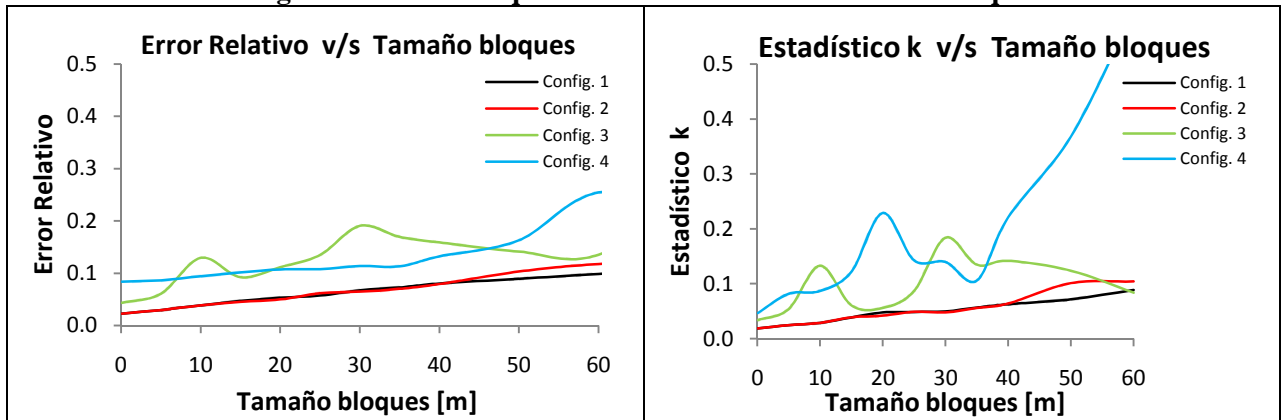 Error Relativo v/s Tamaño bloques
0.5
0.4
0.3
0.2
0.1
0.0
Error Relativo
Config. 1
Config. 2
Config. 3
Config. 4
0 10 20 30 40 50 60
Tamaño bloques [m]
Estadístico k v/s Tamaño bloques
0.5
0.4
0.3
0.2
0.1
0.0
Estadístico k
Config. 1
Config. 2
Config. 3
Config. 4
0 10 20 30 40 50 60
Tamaño bloques [m]